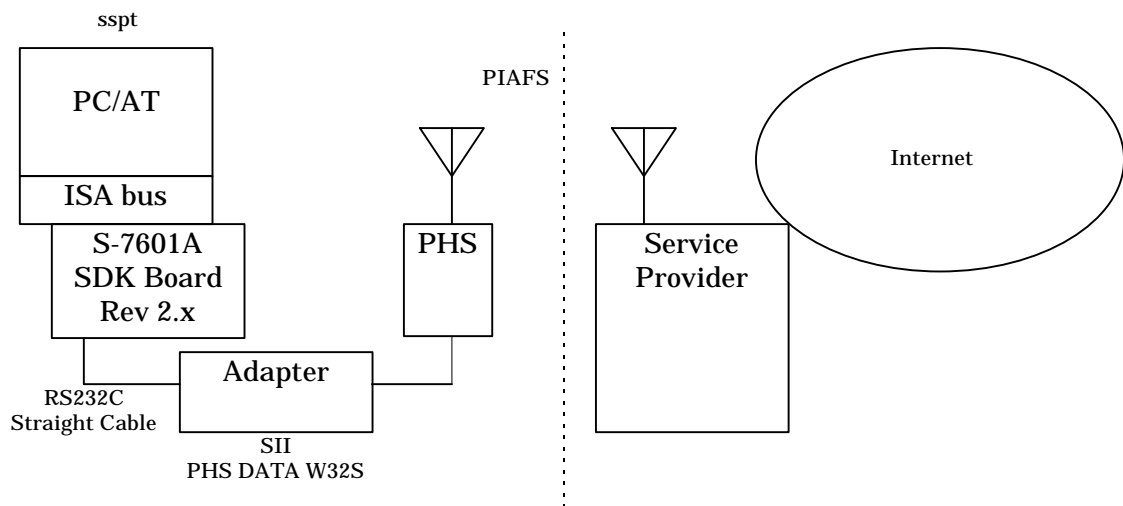 sspt
PC/AT
ISA bus
S-7601A
SDK Board
Rev 2.x
RS232C
Straight Cable
Adapter
SII
PHS DATA W32S
PHS
PIAFS
Service
Provider
Internet